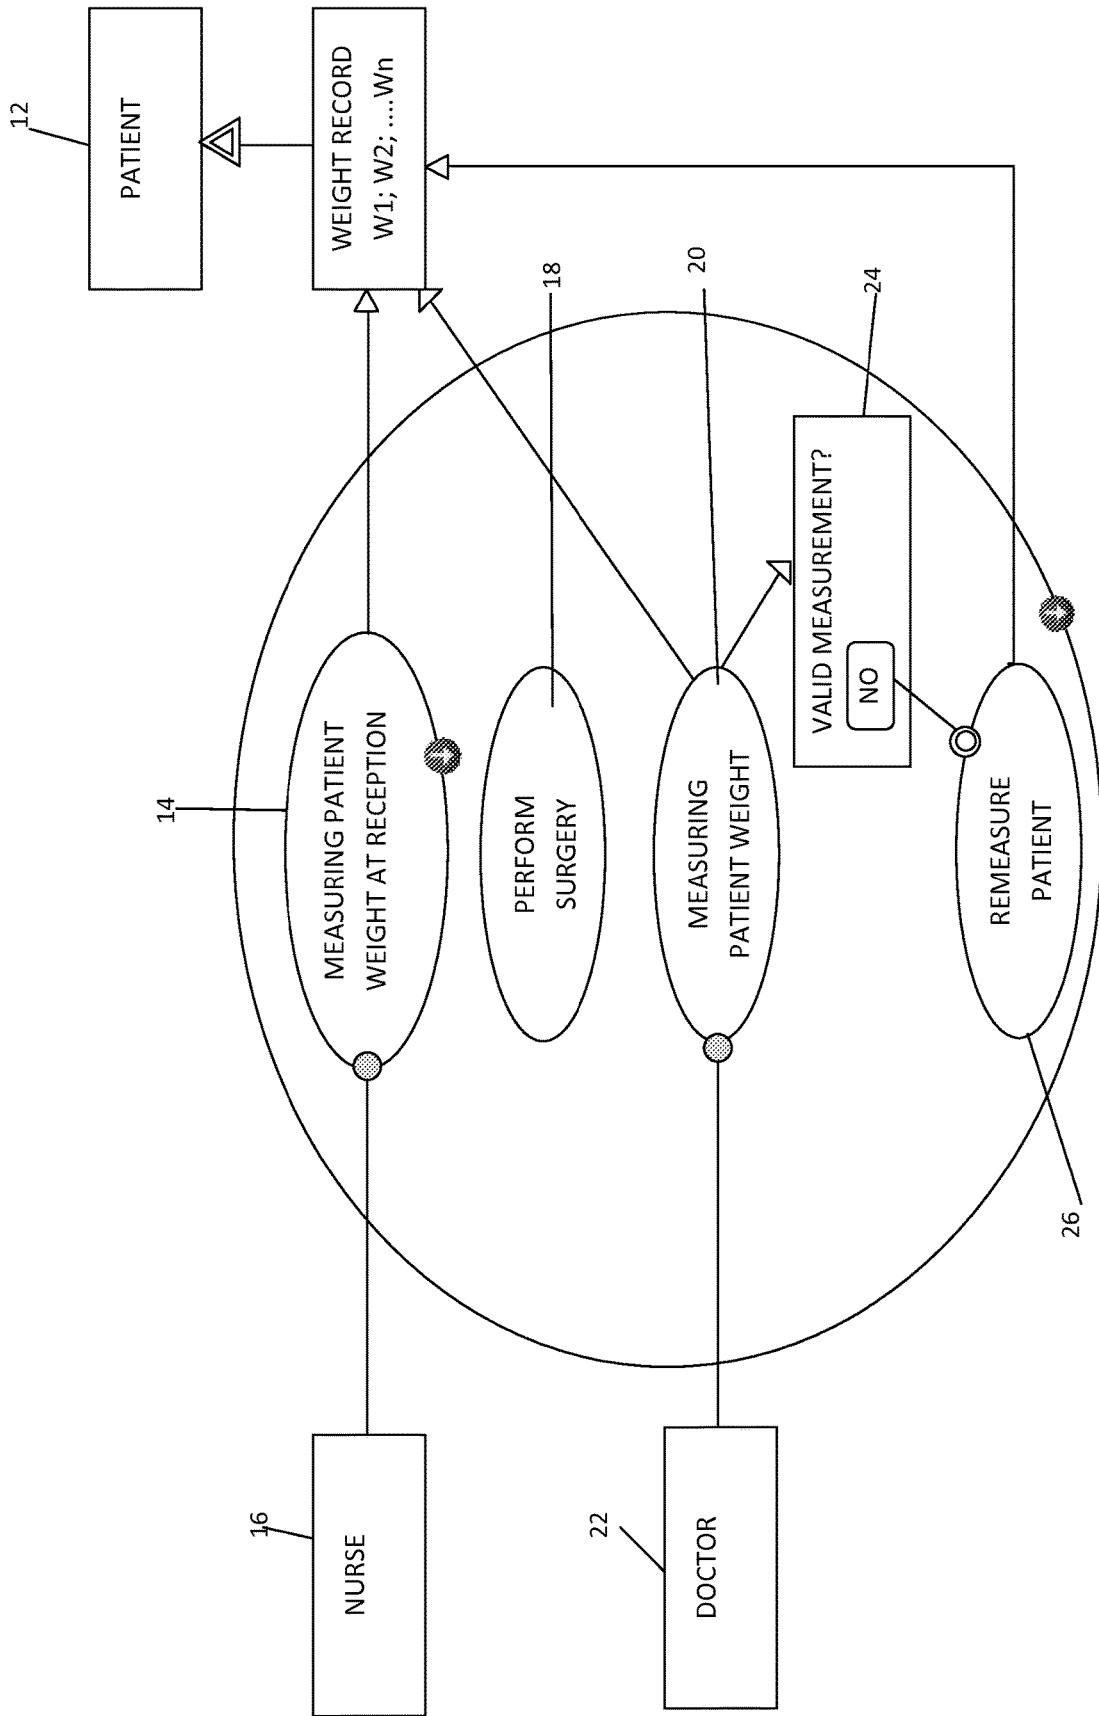 12
PATIENT
14
16
NURSE
MEASURING PATIENT
WEIGHT AT RECEPTION
WEIGHT RECORD
W1; W2; ....Wn
18
PERFORM
SURGERY
22
DOCTOR
20
MEASURING
PATIENT WEIGHT
VALID MEASUREMENT?
NO
24
REMEASURE
PATIENT
26